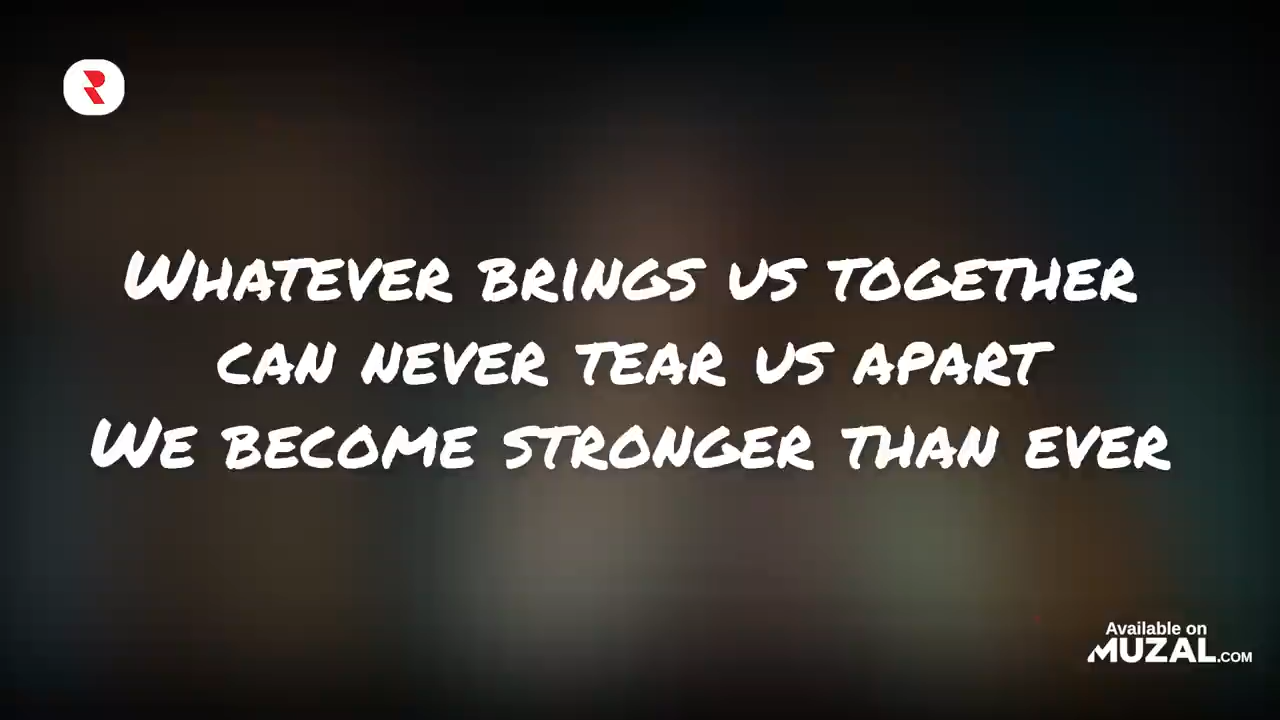 WHATEVER BRINGS US TOGETHER
CAN NEVER TEAR US APART
WE BECOME STRONGER THAN EVER
Available on
MUZAL.COM